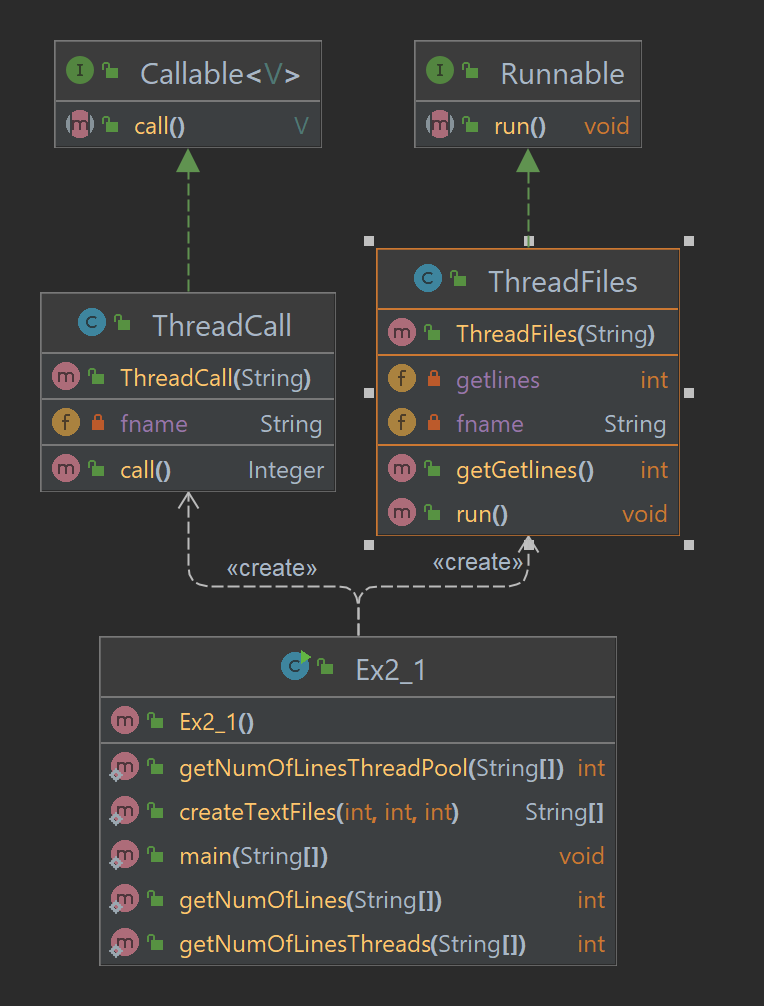 I Callable<V>
m call() V
I Runnable
m run() void
C ThreadCall
m ThreadCall(String)
f fname String
m call() Integer
C ThreadFiles
m ThreadFiles(String)
f getlines int
f fname String
m getGetlines() int
m run() void
«create»
«create»
C Ex2_1
m Ex2_1()
m getNumOfLinesThreadPool(String[]) int
m createTextFiles(int, int, int) String[]
m main(String[]) void
m getNumOfLines(String[]) int
m getNumOfLinesThreads(String[]) int